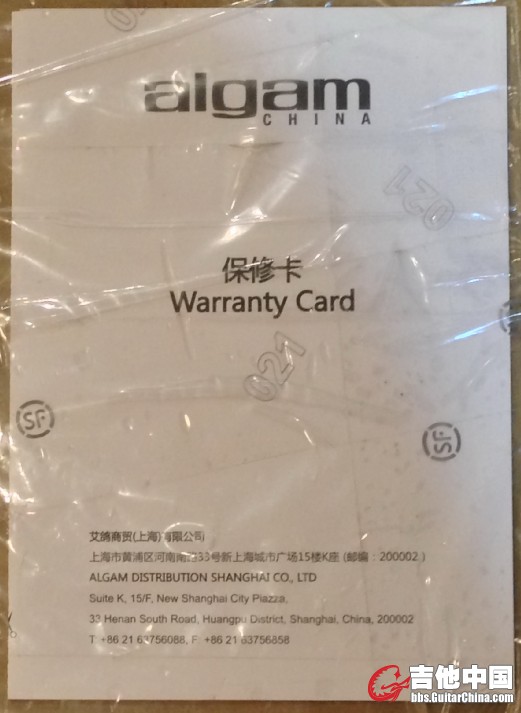 021
algam
CHINA
021
保修卡
Warranty Card
021
SF
SF
艾鸽商贸(上海)有限公司
上海市黄浦区河南南路33号新上海城市广场15楼K座 (邮编：200002 )
ALGAM DISTRIBUTION SHANGHAI CO., LTD
Suite K, 15/F, New Shanghai City Plazza,
33 Henan South Road, Huangpu District, Shanghai, China, 200002
T: +86 21 63756088, F: +86 21 63756858
吉他中国
bbs.GuitarChina.com